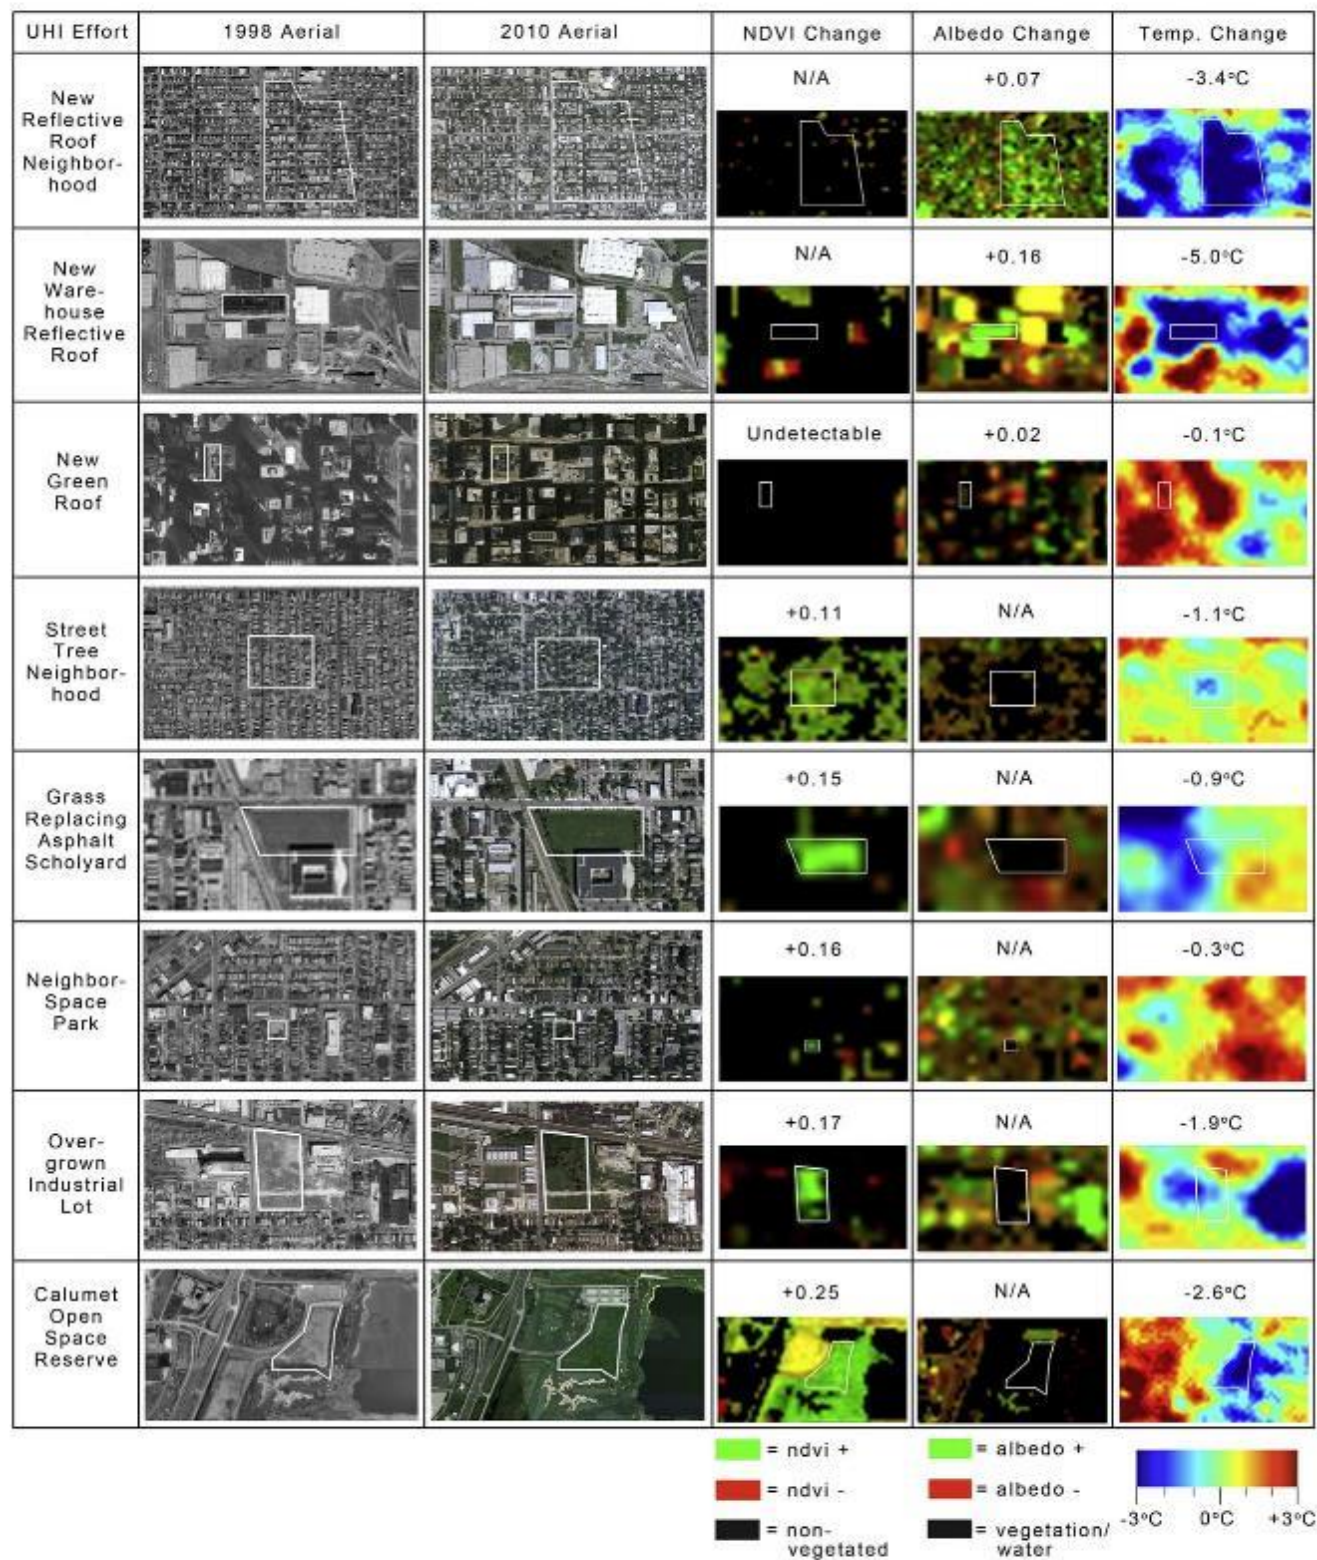 UHI Effort
1998 Aerial
2010 Aerial
NDVI Change
Albedo Change
Temp. Change
New
Reflective
Roof
Neighbor-
hood
N/A
+0.07
-3.4°C
New
Ware-
house
Reflective
Roof
N/A
+0.16
-5.0°C
New
Green
Roof
Undetectable
+0.02
-0.1°C
Street
Tree
Neighbor-
hood
+0.11
N/A
-1.1°C
Grass
Replacing
Asphalt
Scholyard
+0.15
N/A
-0.9°C
Neighbor-
Space
Park
+0.16
N/A
-0.3°C
Over-
grown
Industrial
Lot
+0.17
N/A
-1.9°C
Calumet
Open
Space
Reserve
+0.25
N/A
-2.6°C
= ndvi +
= ndvi -
= non-
vegetated
= albedo +
= albedo -
= vegetation/
water
-3°C
0°C
+3°C